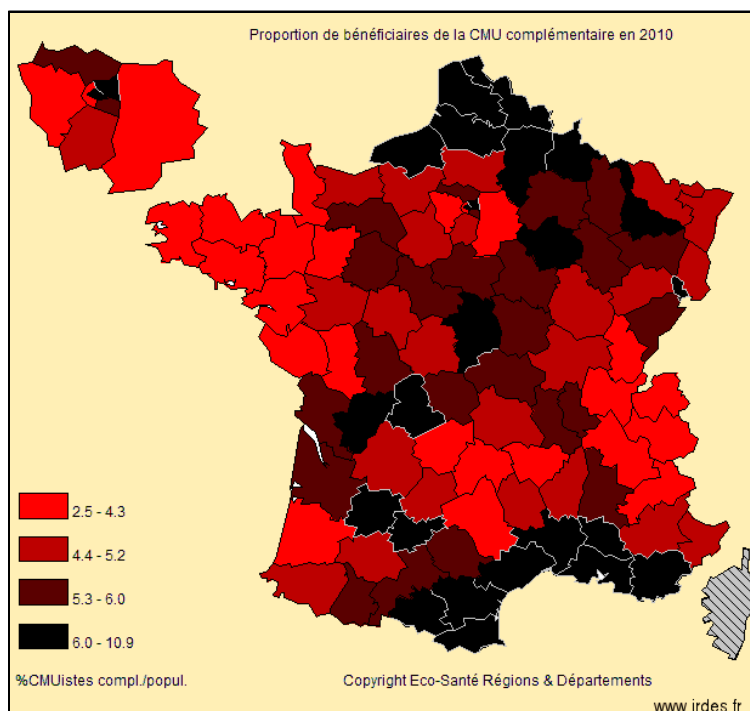 Proportion de bénéficiaires de la CMU complémentaire en 2010
2.5 - 4.3
4.4 - 5.2
5.3 - 6.0
6.0 - 10.9
%CMUistes compl./popul.
Copyright Eco-Santé Régions & Départements
www.irdes.fr